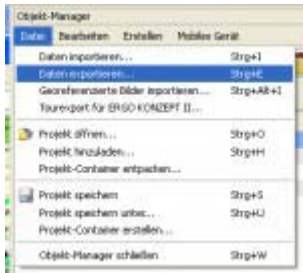 Objekt-Manager
Datei Bearbeiten Erstellen Mobiles Gerät
Daten importieren... Strg+I
Daten exportieren... Strg+E
Georeferenzierte Bilder importieren... Strg+Alt+I
Tourexport für ERGO KONZEPT II...
Projekt öffnen... Strg+O
Projekt hinzuladen... Strg+H
Projekt-Container entpacken...
Projekt speichern Strg+S
Projekt speichern unter... Strg+U
Projekt-Container erstellen...
Objekt-Manager schließen Strg+W